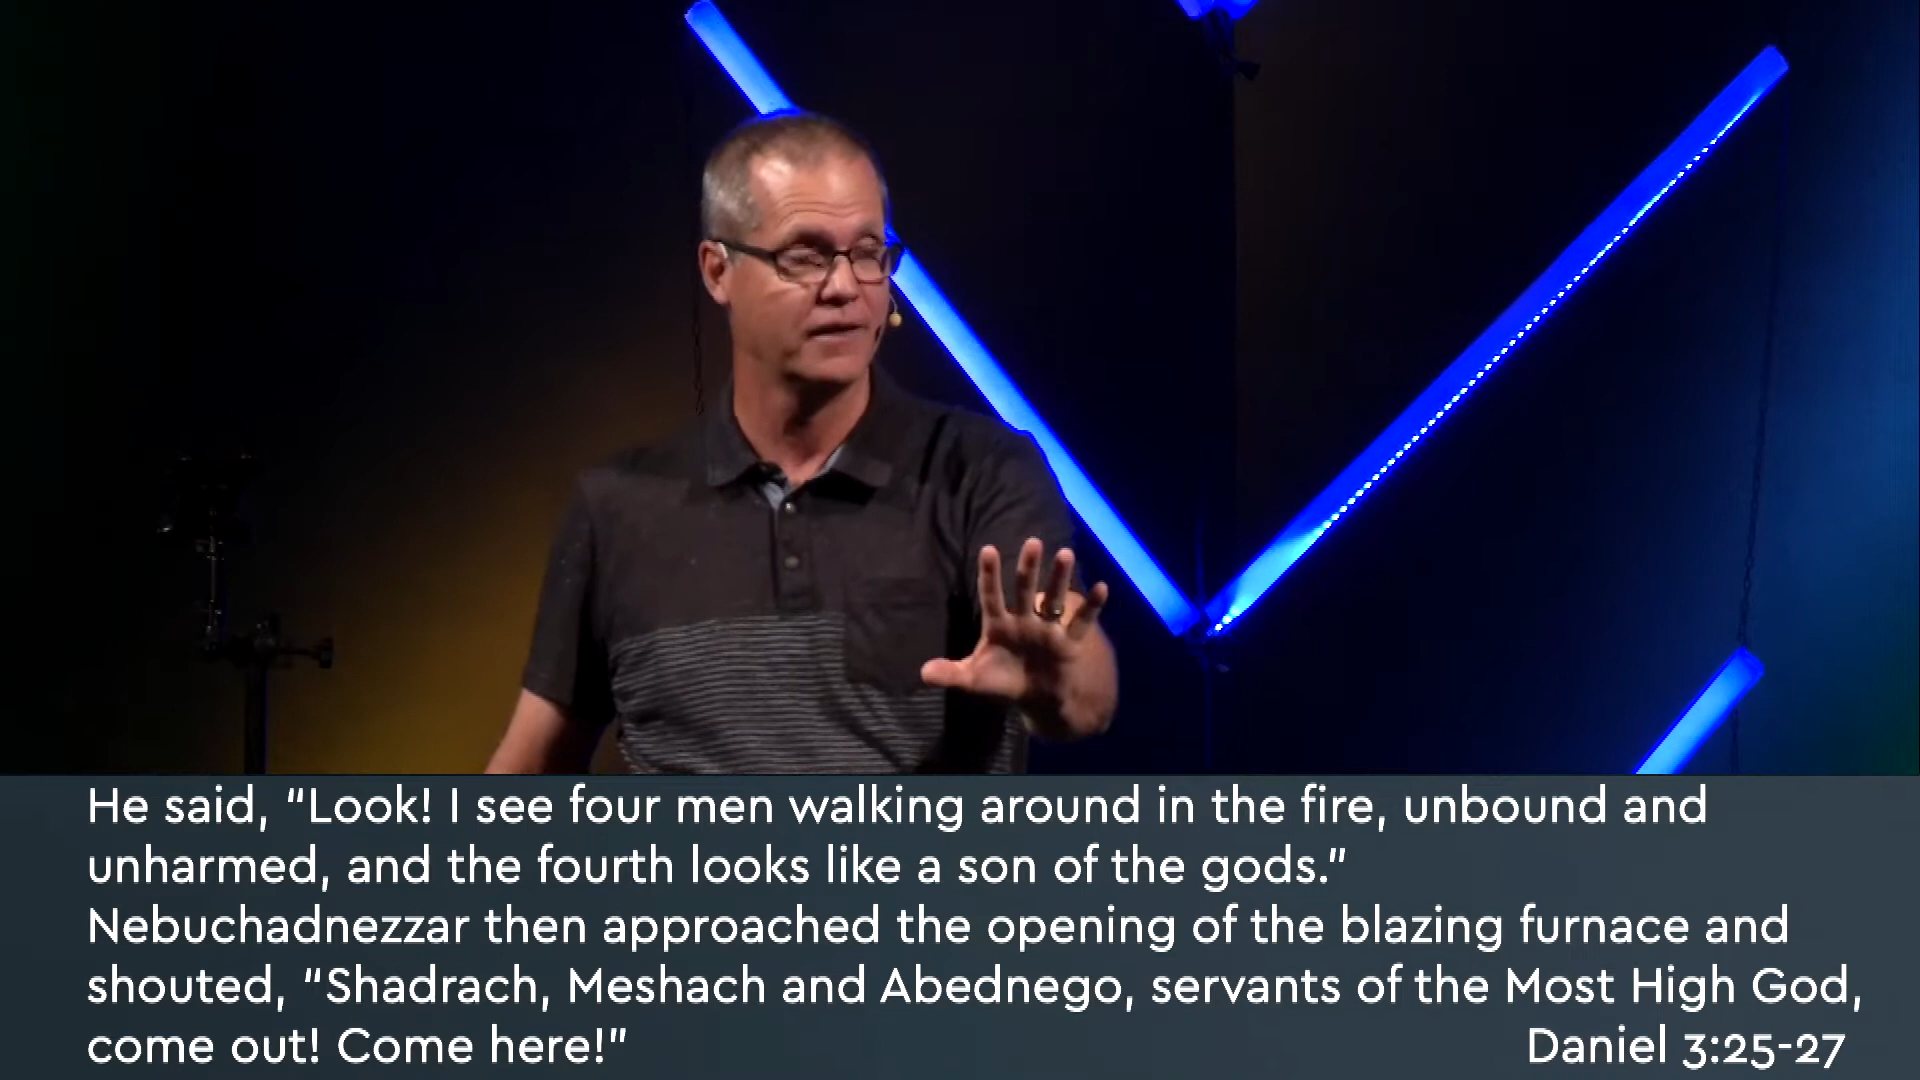 He said, “Look! I see four men walking around in the fire, unbound and
unharmed, and the fourth looks like a son of the gods.”
Nebuchadnezzar then approached the opening of the blazing furnace and
shouted, “Shadrach, Meshach and Abednego, servants of the Most High God,
come out! Come here!” Daniel 3:25-27